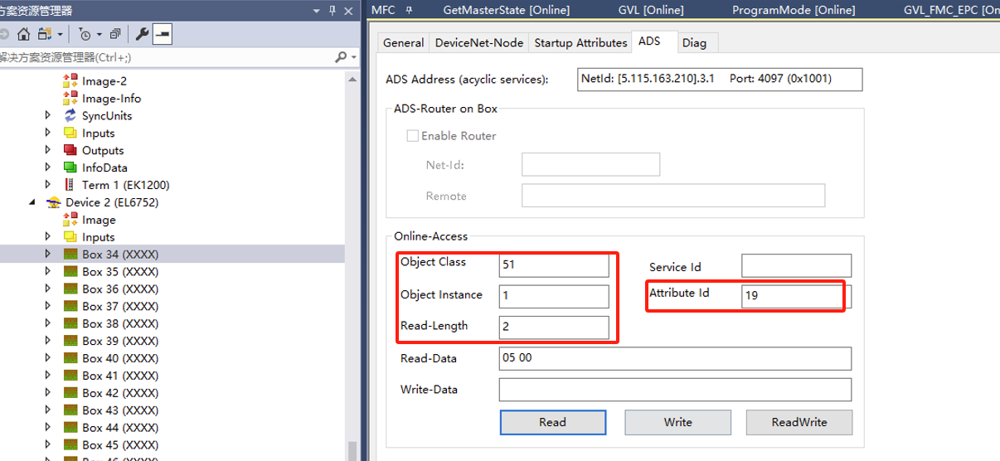 方案资源管理器
MFC
GetMasterState [Online]
GVL [Online]
ProgramMode [Online]
GVL_FMC_EPC [On
解决方案资源管理器(Ctrl+;)
Image-2
Image-Info
SyncUnits
Inputs
Outputs
InfoData
Term 1 (EK1200)
Device 2 (EL6752)
Image
Inputs
Box 34 (XXXX)
Box 35 (XXXX)
Box 36 (XXXX)
Box 37 (XXXX)
Box 38 (XXXX)
Box 39 (XXXX)
Box 40 (XXXX)
Box 41 (XXXX)
Box 42 (XXXX)
Box 43 (XXXX)
Box 44 (XXXX)
Box 45 (XXXX)
General
DeviceNet-Node
Startup Attributes
ADS
Diag
ADS Address (acyclic services):
NetId: [5.115.163.210].3.1 Port: 4097 (0x1001)
ADS-Router on Box
Enable Router
Net-Id:
Remote
Online-Access
Object Class
51
Service Id
Object Instance
1
Attribute Id
19
Read-Length
2
Read-Data
05 00
Write-Data
Read
Write
ReadWrite